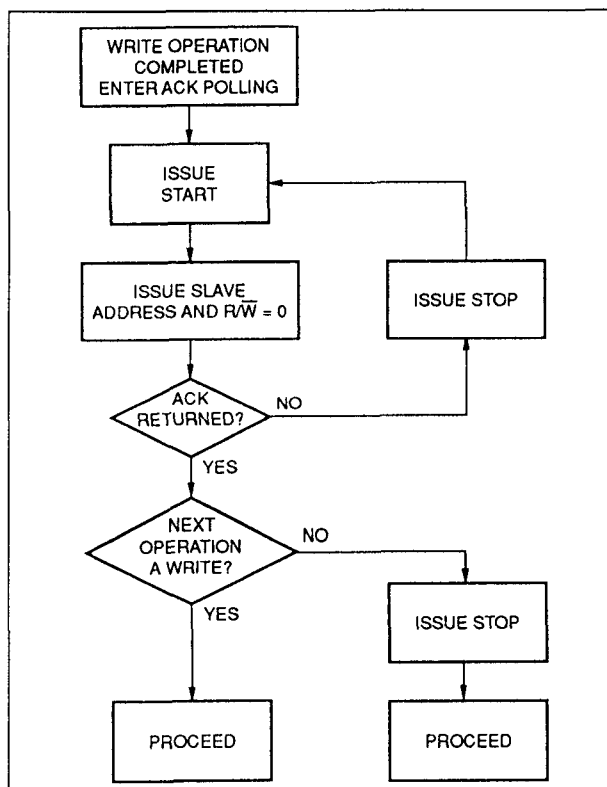 WRITE OPERATION
COMPLETED
ENTER ACK POLLING
ISSUE
START
ISSUE SLAVE
ADDRESS AND R/W̅ = 0
ISSUE STOP
ACK
RETURNED?
NO
YES
NEXT
OPERATION
A WRITE?
NO
YES
ISSUE STOP
PROCEED
PROCEED